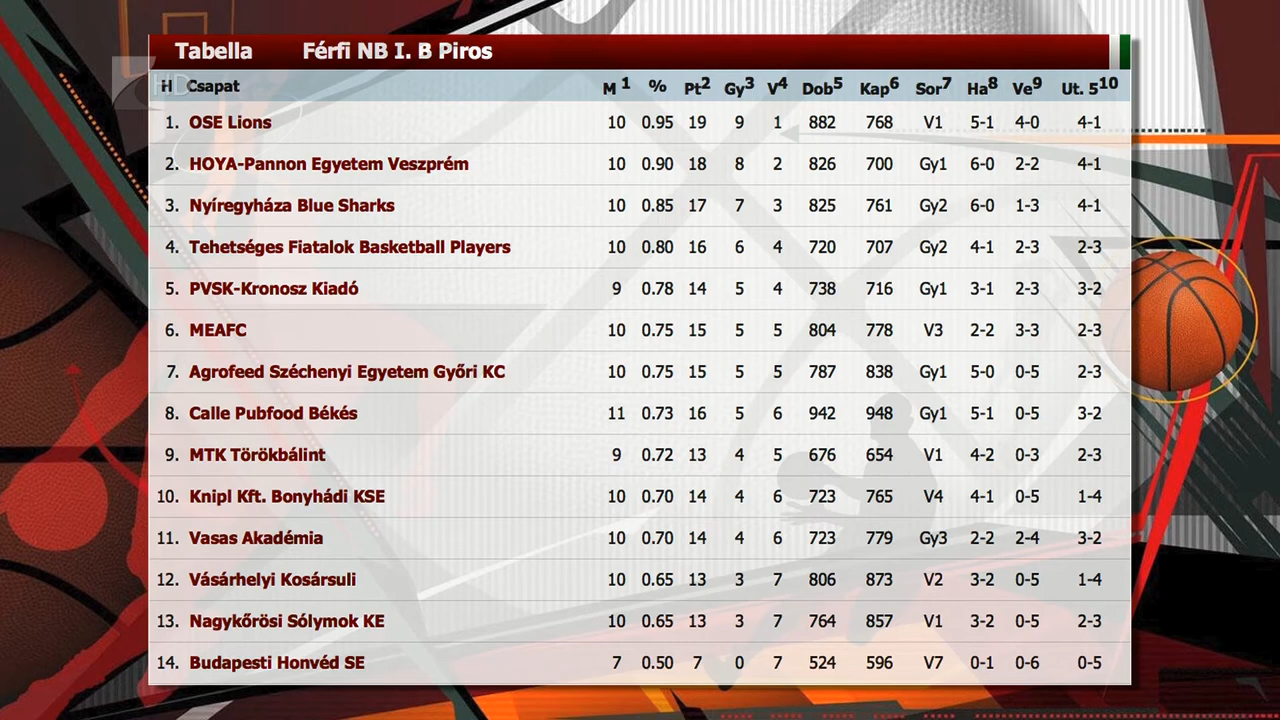 Tabella Férfi NB I. B Piros
HD
H Csapat M 1 % Pt2 Gy3 V4 Dob5 Kap6 Sor7 Ha8 Ve9 Ut. 510
1. OSE Lions 10 0.95 19 9 1 882 768 V1 5-1 4-0 4-1
2. HOYA-Pannon Egyetem Veszprém 10 0.90 18 8 2 826 700 Gy1 6-0 2-2 4-1
3. Nyíregyháza Blue Sharks 10 0.85 17 7 3 825 761 Gy2 6-0 1-3 4-1
4. Tehetséges Fiatalok Basketball Players 10 0.80 16 6 4 720 707 Gy2 4-1 2-3 2-3
5. PVSK-Kronosz Kiadó 9 0.78 14 5 4 738 716 Gy1 3-1 2-3 3-2
6. MEAFC 10 0.75 15 5 5 804 778 V3 2-2 3-3 2-3
7. Agrofeed Széchenyi Egyetem Győri KC 10 0.75 15 5 5 787 838 Gy1 5-0 0-5 2-3
8. Calle Pubfood Békés 11 0.73 16 5 6 942 948 Gy1 5-1 0-5 3-2
9. MTK Törökbálint 9 0.72 13 4 5 676 654 V1 4-2 0-3 2-3
10. Knipl Kft. Bonyhádi KSE 10 0.70 14 4 6 723 765 V4 4-1 0-5 1-4
11. Vasas Akadémia 10 0.70 14 4 6 723 779 Gy3 2-2 2-4 3-2
12. Vásárhelyi Kosársuli 10 0.65 13 3 7 806 873 V2 3-2 0-5 1-4
13. Nagykőrösi Sólymok KE 10 0.65 13 3 7 764 857 V1 3-2 0-5 2-3
14. Budapesti Honvéd SE 7 0.50 7 0 7 524 596 V7 0-1 0-6 0-5